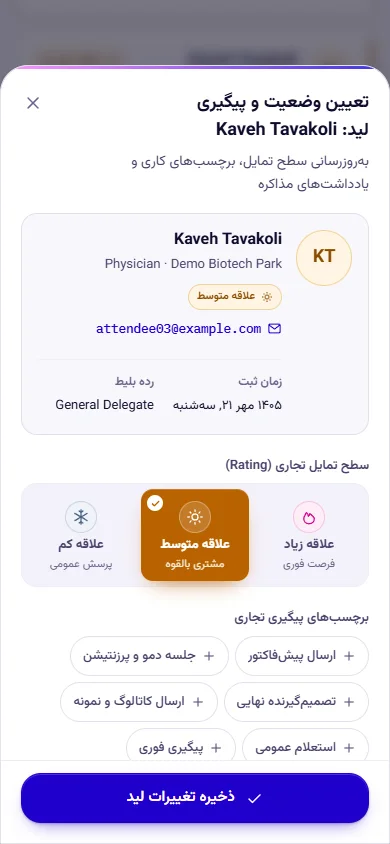 تعیین وضعیت و پیگیری
لید: Kaveh Tavakoli
به‌روزرسانی سطح تمایل، برچسب‌های کاری و
یادداشت‌های مذاکره
KT
Kaveh Tavakoli
Physician · Demo Biotech Park
علاقه متوسط
attendee03@example.com
زمان ثبت
رده بلیط
۱۴۰۵ مهر ۲۱, سه‌شنبه
General Delegate
سطح تمایل تجاری (Rating)
علاقه زیاد
فرصت فوری
علاقه متوسط
مشتری بالقوه
علاقه کم
پرسش عمومی
برچسب‌های پیگیری تجاری
ارسال پیش‌فاکتور
جلسه دمو و پرزنتیشن
تصمیم‌گیرنده نهایی
ارسال کاتالوگ و نمونه
استعلام عمومی
پیگیری فوری
ذخیره تغییرات لید